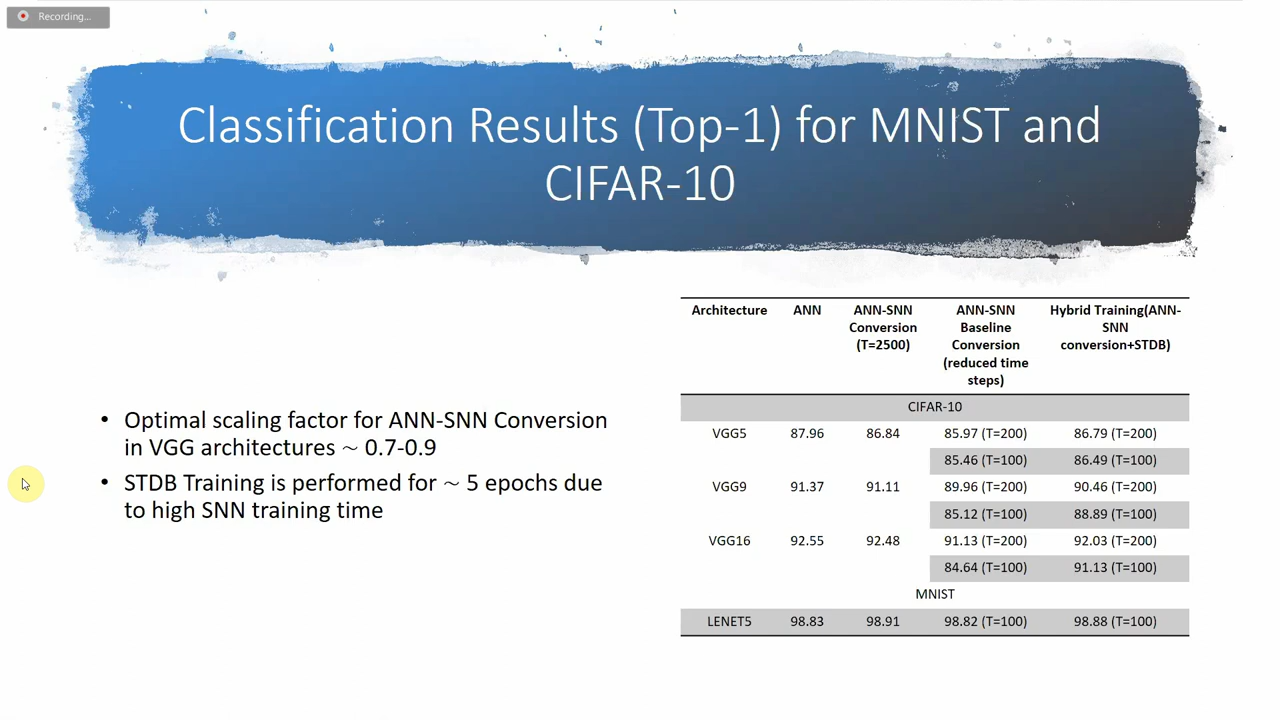 Recording...
Classification Results (Top-1) for MNIST and
CIFAR-10
• Optimal scaling factor for ANN-SNN Conversion
in VGG architectures ~ 0.7-0.9
• STDB Training is performed for ~ 5 epochs due
to high SNN training time
Architecture ANN ANN-SNN Conversion (T=2500) ANN-SNN Baseline Conversion (reduced time steps) Hybrid Training(ANN-SNN conversion+STDB)
CIFAR-10
VGG5 87.96 86.84 85.97 (T=200) 86.79 (T=200)
85.46 (T=100) 86.49 (T=100)
VGG9 91.37 91.11 89.96 (T=200) 90.46 (T=200)
85.12 (T=100) 88.89 (T=100)
VGG16 92.55 92.48 91.13 (T=200) 92.03 (T=200)
84.64 (T=100) 91.13 (T=100)
MNIST
LENET5 98.83 98.91 98.82 (T=100) 98.88 (T=100)